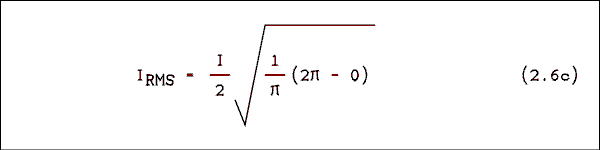 I_RMS = I/2 √(1/π (2π - 0)) (2.6c)